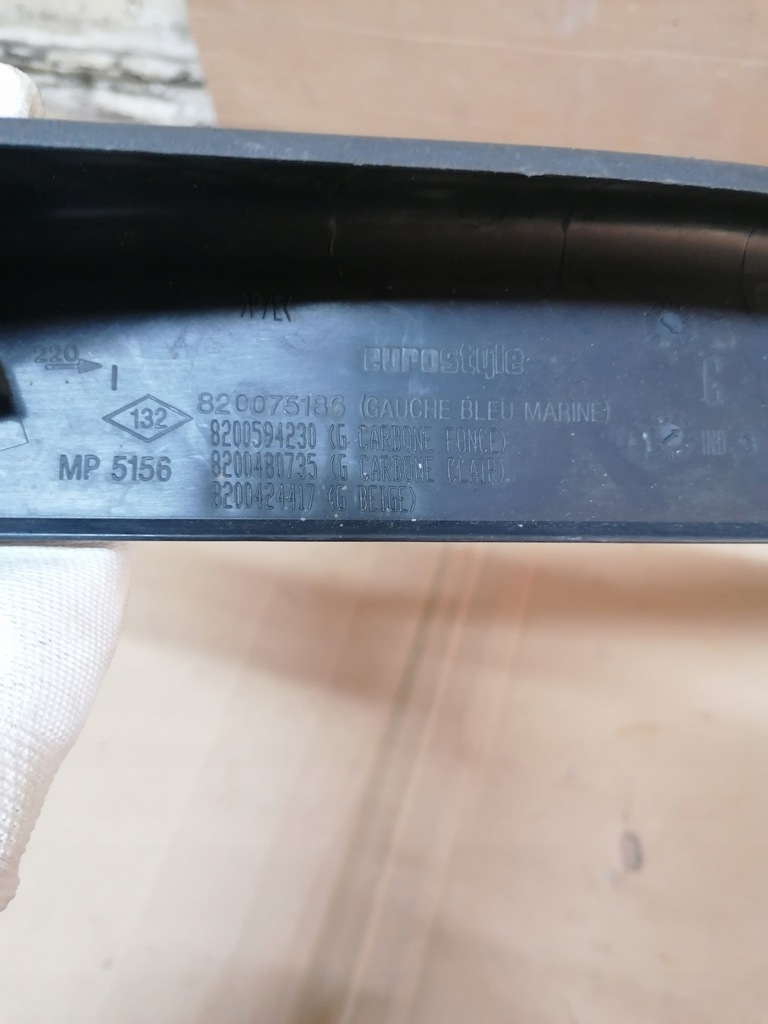 220
I
eurostyle
132
820075186 (GAUCHE BLEU MARINE)
8200594230 (G CARBONE FONCE)
MP 5156
8200480735 (G CARBONE CLAIR)
8200424417 (G BEIGE)